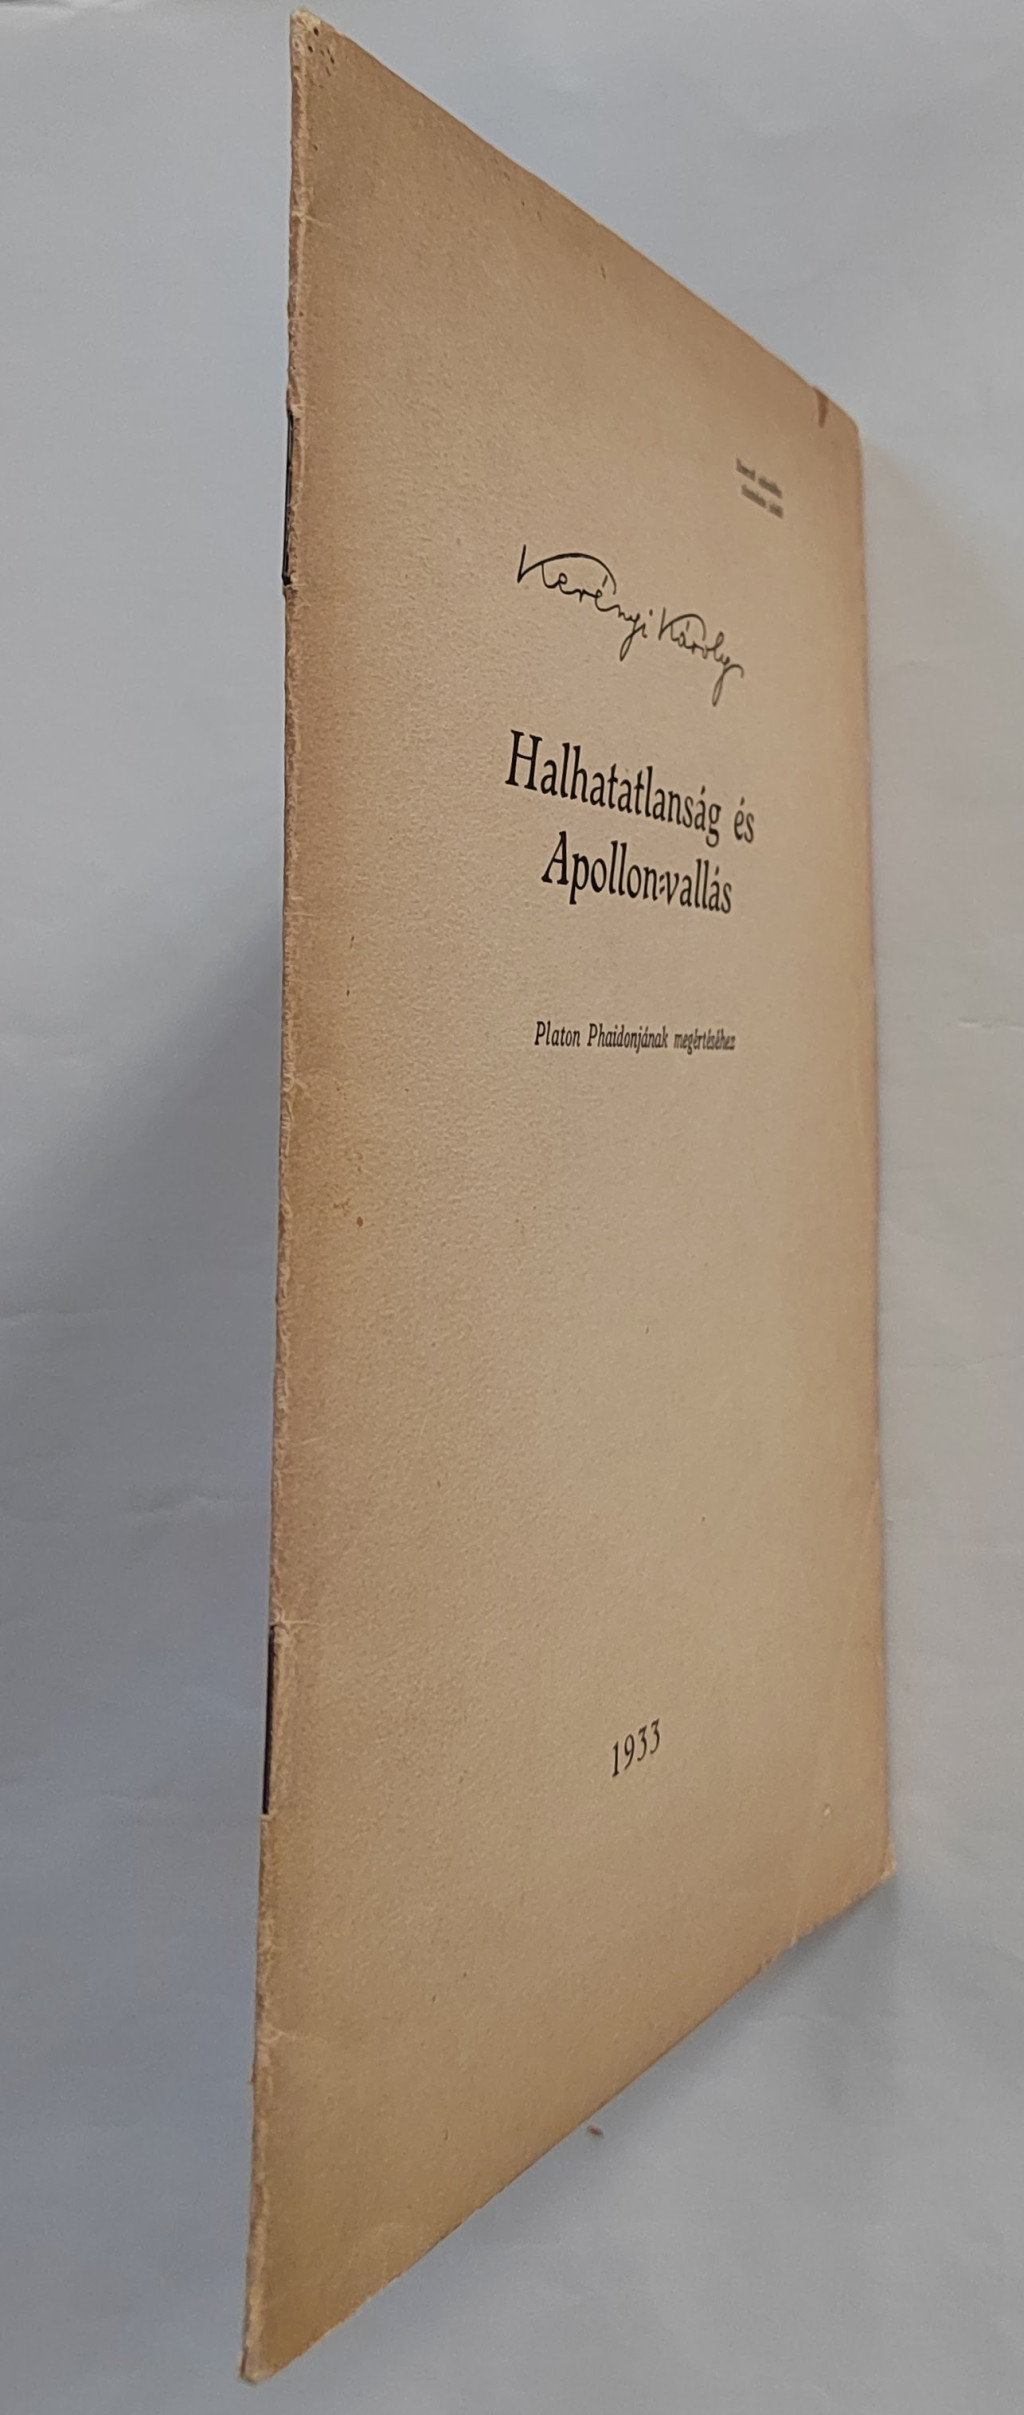 Kerényi Károly
Halhatatlanság és
Apollon-vallás
Platon Phaidonjának megértéséhez
1933